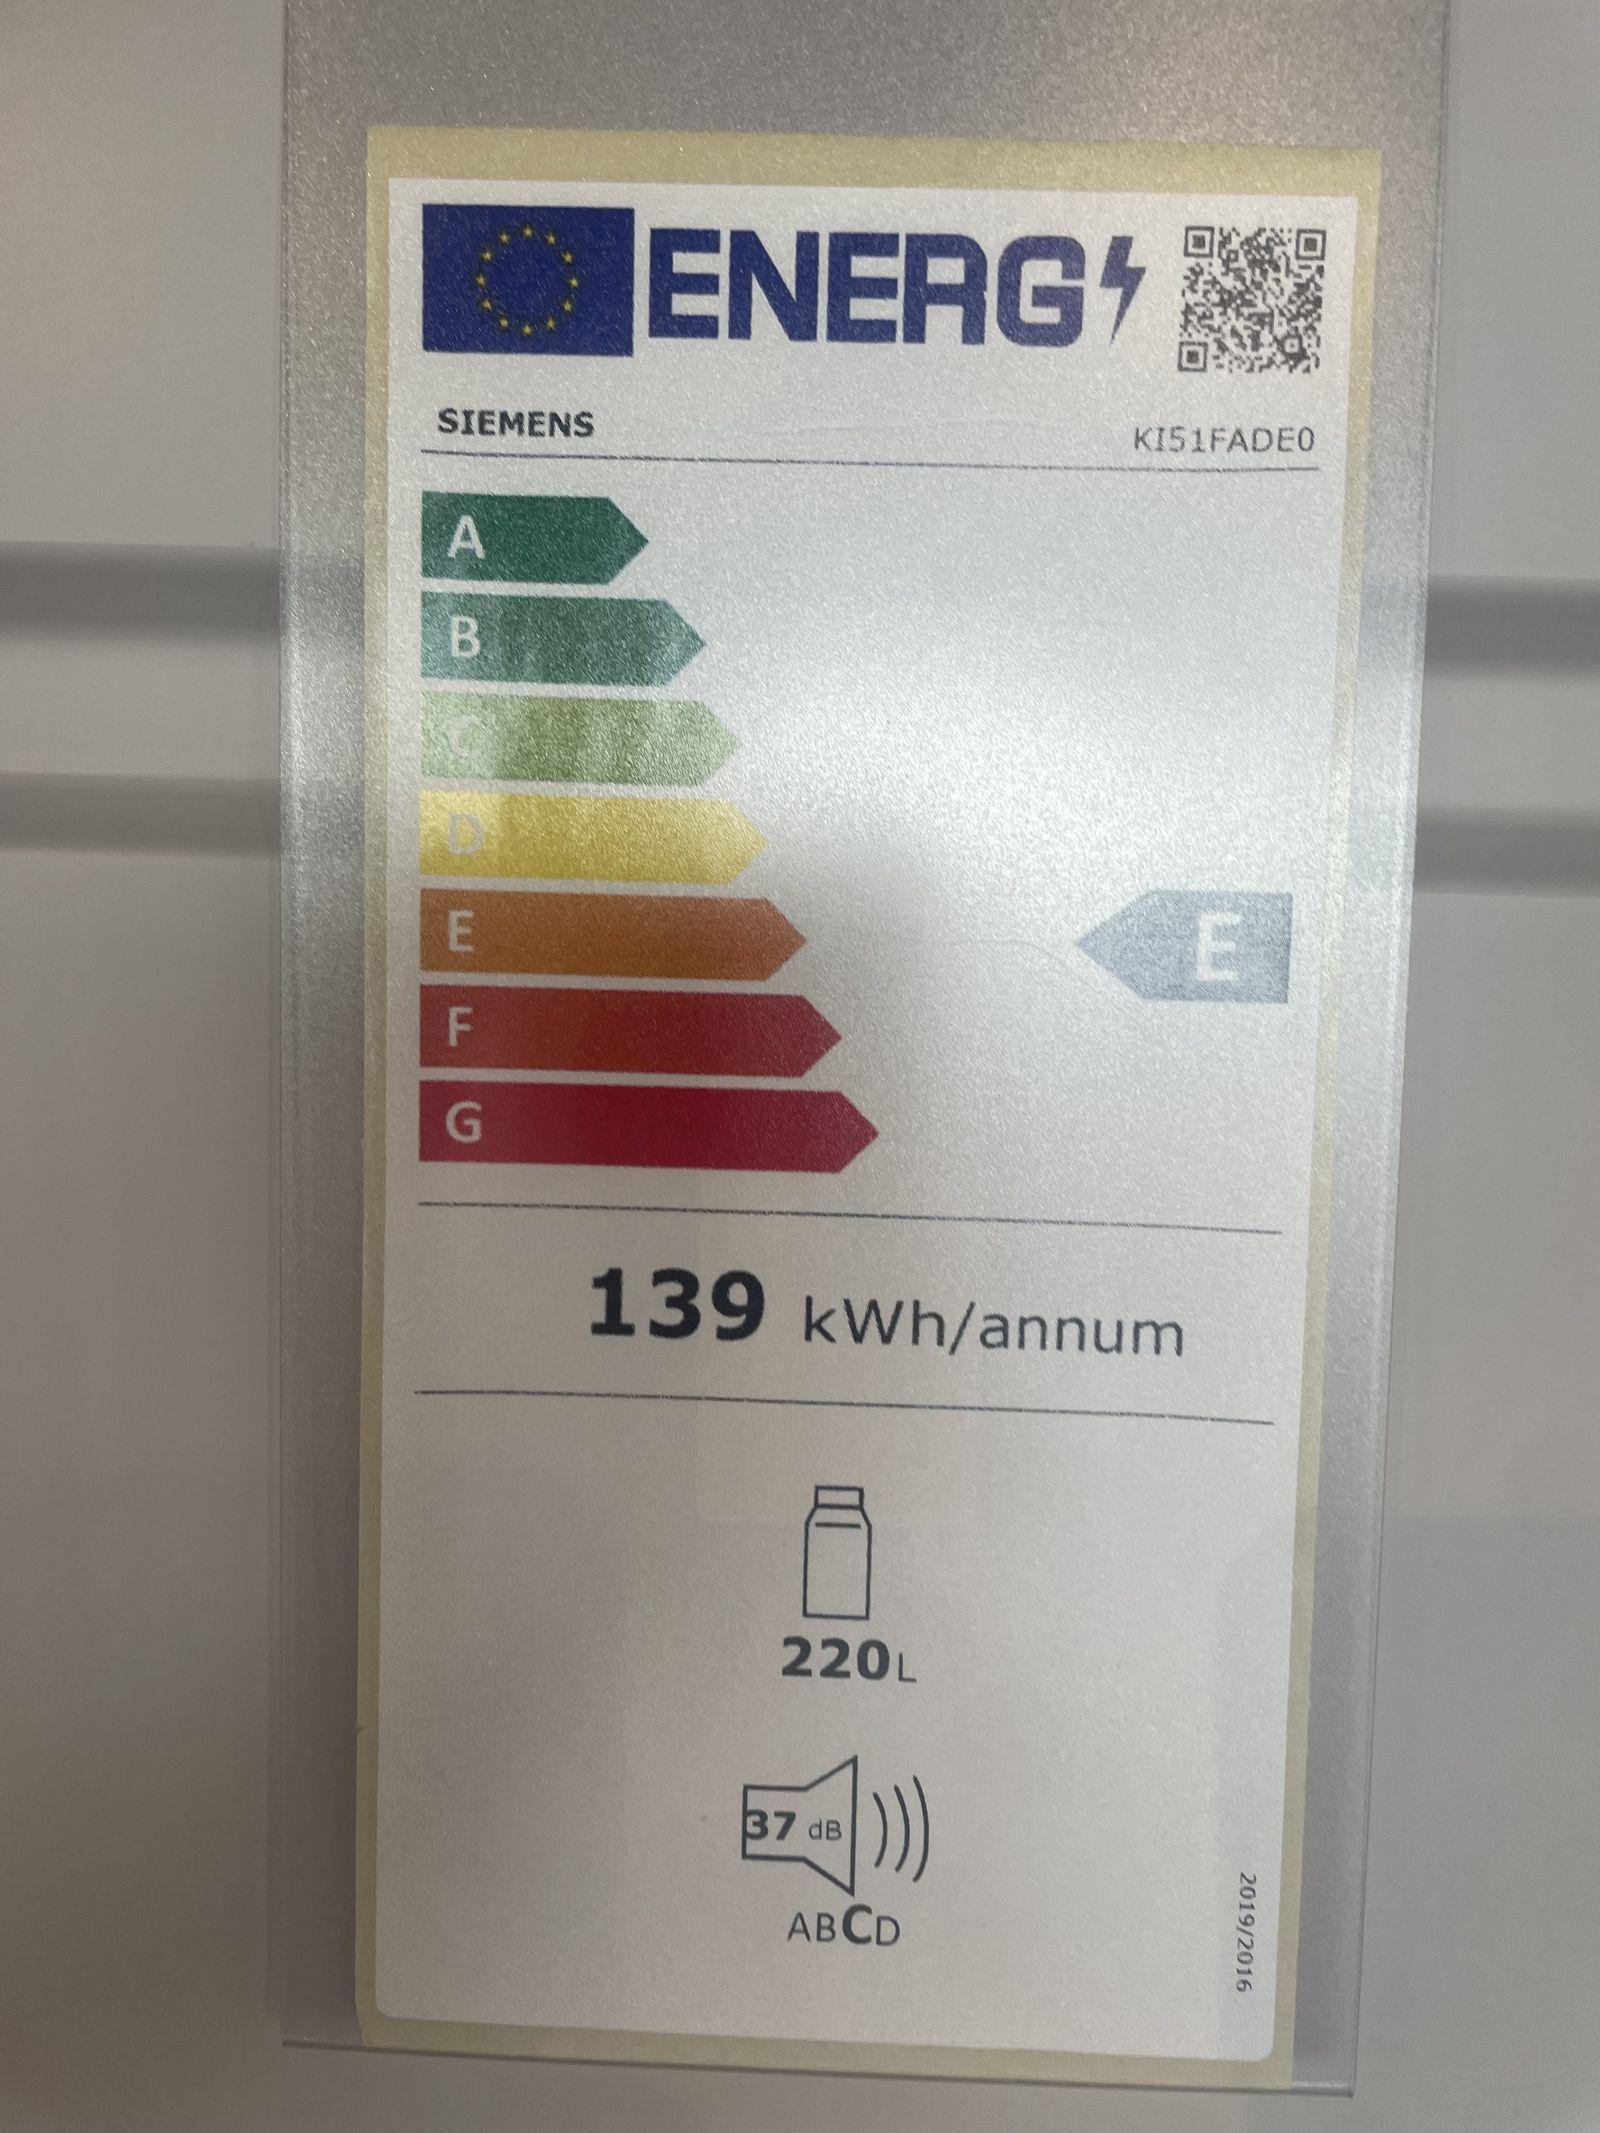 ENERG
SIEMENS
KI51FADE0
A
B
C
D
E
E
F
G
139 kWh/annum
220L
37 dB
ABCD
2019/2016